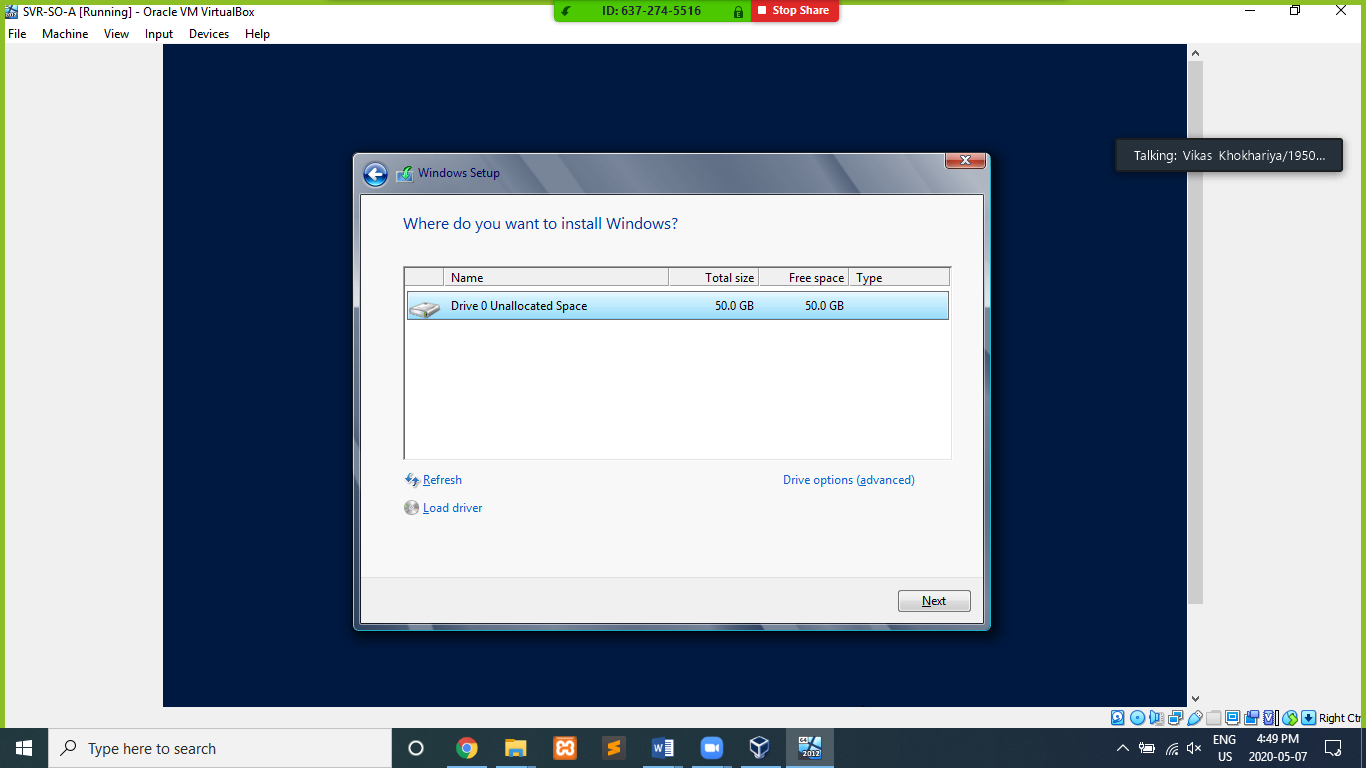 SVR-SO-A [Running] - Oracle VM VirtualBox
ID: 637-274-5516
Stop Share
File Machine View Input Devices Help
Talking: Vikas Khokhariya/1950...
Windows Setup
Where do you want to install Windows?
Name Total size Free space Type
Drive 0 Unallocated Space 50.0 GB 50.0 GB
Refresh
Drive options (advanced)
Load driver
Next
Right Ctr
Type here to search
64
2012
ENG
US
4:49 PM
2020-05-07